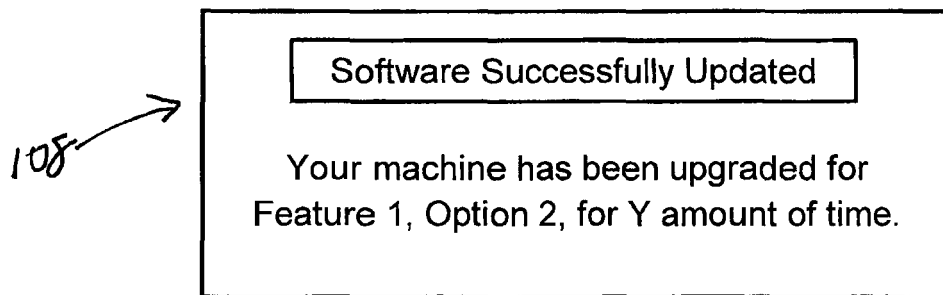 Software Successfully Updated
108
Your machine has been upgraded for
Feature 1, Option 2, for Y amount of time.